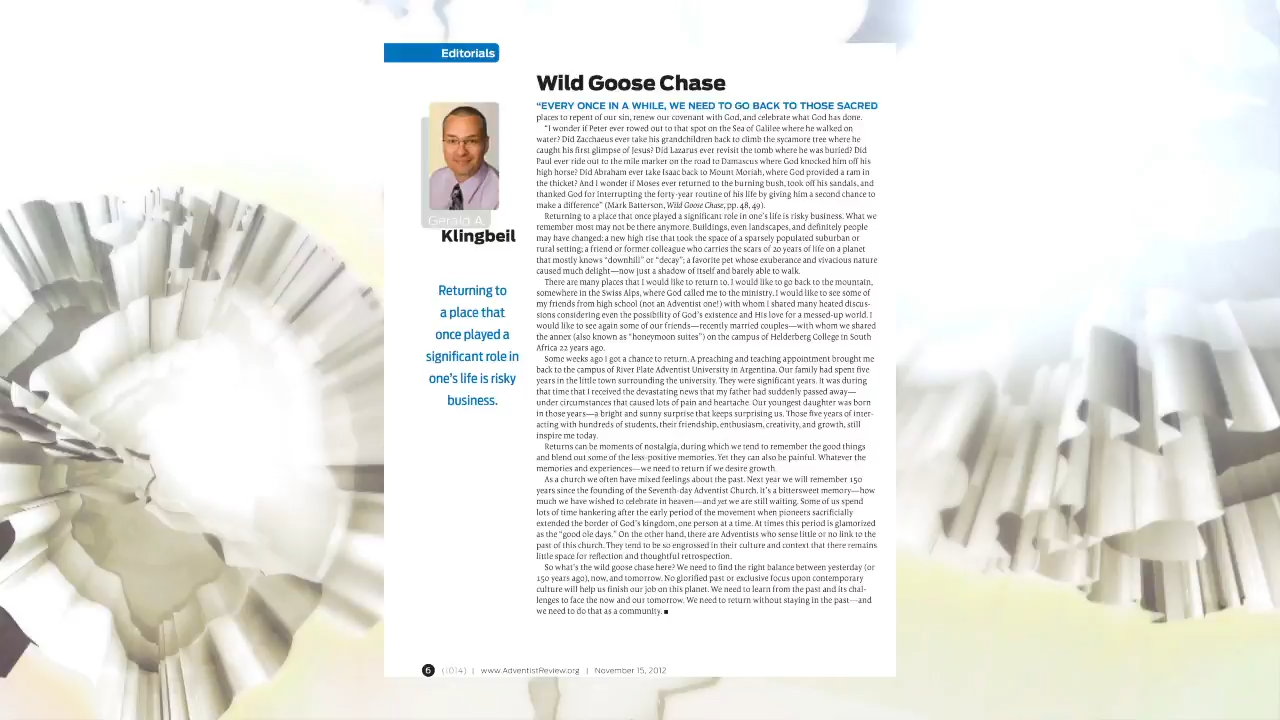 Editorials
Wild Goose Chase
Gerald A.
Klingbeil
Returning to
a place that
once played a
significant role in
one's life is risky
business.
“EVERY ONCE IN A WHILE, WE NEED TO GO BACK TO THOSE SACRED
places to repent of our sin, renew our covenant with God, and celebrate what God has done.
“I wonder if Peter ever rowed out to that spot on the Sea of Galilee where he walked on
water? Did Zacchaeus ever take his grandchildren back to climb the sycamore tree where he
caught his first glimpse of Jesus? Did Lazarus ever revisit the tomb where he was buried? Did
Paul ever ride out to the mile marker on the road to Damascus where God knocked him off his
high horse? Did Abraham ever take Isaac back to Mount Moriah, where God provided a ram in
the thicket? And I wonder if Moses ever returned to the burning bush, took off his sandals, and
thanked God for interrupting the forty-year routine of his life by giving him a second chance to
make a difference” (Mark Batterson, Wild Goose Chase, pp. 48, 49).
Returning to a place that once played a significant role in one's life is risky business. What we
remember most may not be there anymore. Buildings, even landscapes, and definitely people
may have changed: a new high rise that took the space of a sparsely populated suburban or
rural setting; a friend or former colleague who carries the scars of 20 years of life on a planet
that mostly knows “downhill” or “decay”; a favorite pet whose exuberance and vivacious nature
caused much delight—now just a shadow of itself and barely able to walk.
There are many places that I would like to return to. I would like to go back to the mountain,
somewhere in the Swiss Alps, where God called me to the ministry. I would like to see some of
my friends from high school (not an Adventist one!) with whom I shared many heated discus-
sions considering even the possibility of God's existence and His love for a messed-up world. I
would like to see again some of our friends—recently married couples—with whom we shared
the annex (also known as “honeymoon suites”) on the campus of Helderberg College in South
Africa 22 years ago.
Some weeks ago I got a chance to return. A preaching and teaching appointment brought me
back to the campus of River Plate Adventist University in Argentina. Our family had spent five
years in the little town surrounding the university. They were significant years. It was during
that time that I received the devastating news that my father had suddenly passed away—
under circumstances that caused lots of pain and heartache. Our youngest daughter was born
in those years—a bright and sunny surprise that keeps surprising us. Those five years of inter-
acting with hundreds of students, their friendship, enthusiasm, creativity, and growth, still
inspire me today.
Returns can be moments of nostalgia, during which we tend to remember the good things
and blend out some of the less-positive memories. Yet they can also be painful. Whatever the
memories and experiences—we need to return if we desire growth.
As a church we often have mixed feelings about the past. Next year we will remember 150
years since the founding of the Seventh-day Adventist Church. It's a bittersweet memory—how
much we have wished to celebrate in heaven—and yet we are still waiting. Some of us spend
lots of time hankering after the early period of the movement when pioneers sacrificially
extended the border of God's kingdom, one person at a time. At times this period is glamorized
as the “good ole days.” On the other hand, there are Adventists who sense little or no link to the
past of this church. They tend to be so engrossed in their culture and context that there remains
little space for reflection and thoughtful retrospection.
So what's the wild goose chase here? We need to find the right balance between yesterday (or
150 years ago), now, and tomorrow. No glorified past or exclusive focus upon contemporary
culture will help us finish our job on this planet. We need to learn from the past and its chal-
lenges to face the now and our tomorrow. We need to return without staying in the past—and
we need to do that as a community. ■
6 (1014) | www.AdventistReview.org | November 15, 2012